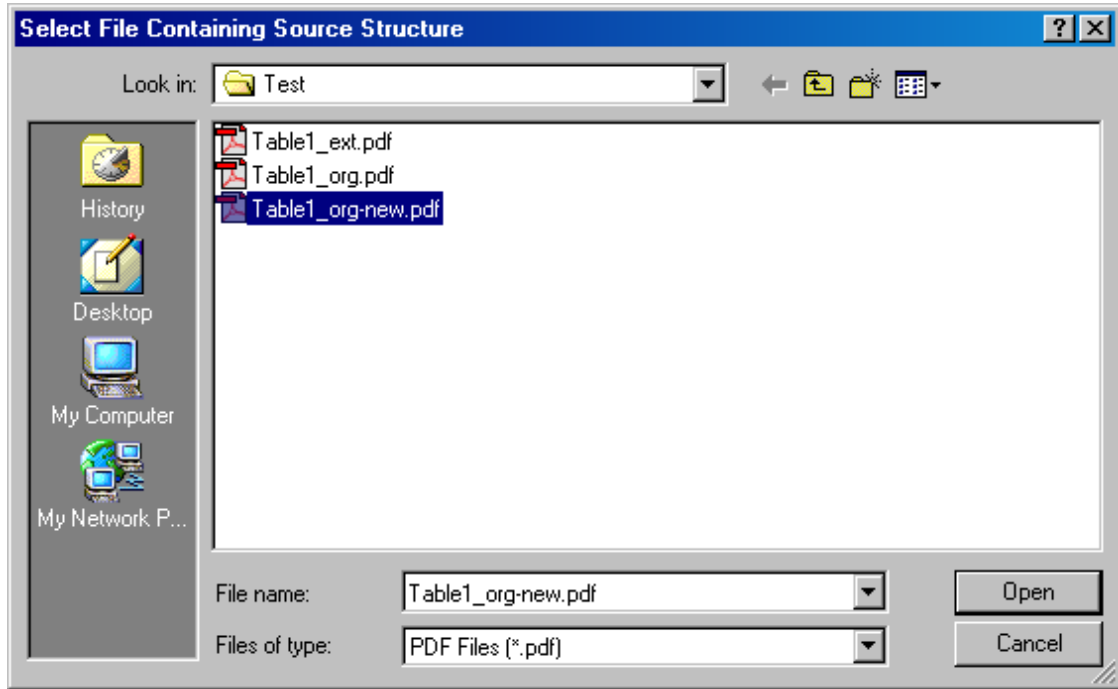 Select File Containing Source Structure
Look in: Test
Table1_ext.pdf
Table1_org.pdf
Table1_org-new.pdf
History
Desktop
My Computer
My Network P...
File name: Table1_org-new.pdf Open
Files of type: PDF Files (*.pdf) Cancel